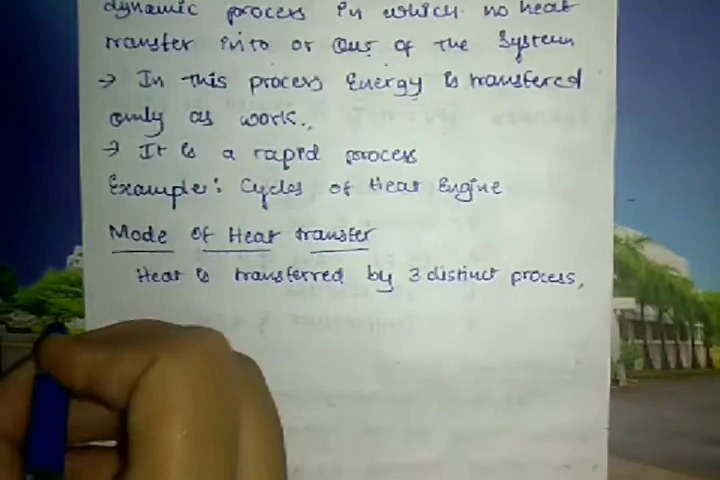 dynamic process in which no heat
transfer into or Out of the System
→ In this process Energy is transfered
only as work.
→ It is a rapid process
Example: Cycles of Heat Engine
Mode of Heat transfer
Heat is transferred by 3 distinct process,